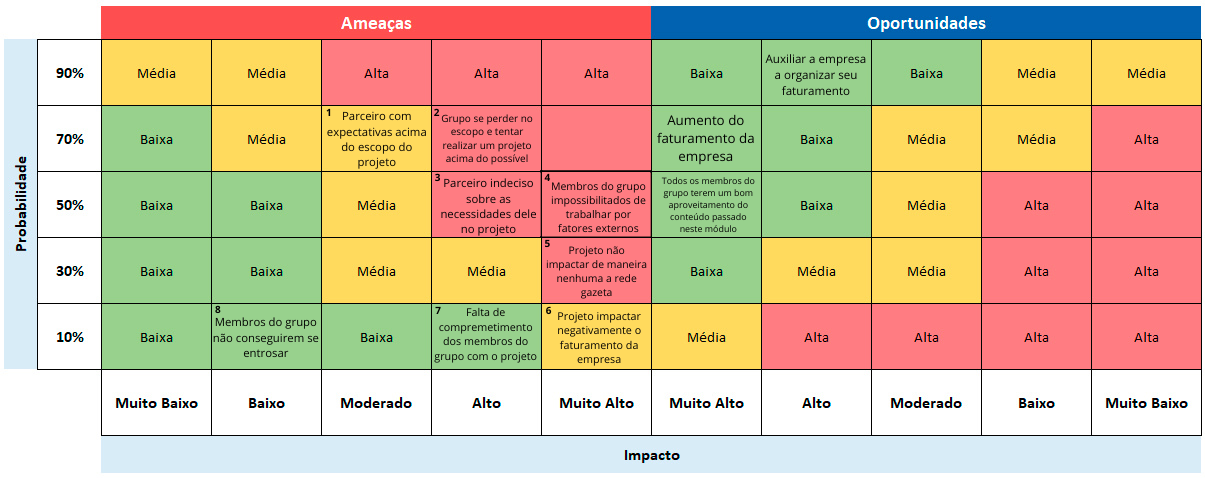 Ameaças
Oportunidades
Probabilidade
90%
Média
Média
Alta
Alta
Alta
Baixa
Auxiliar a empresa
a organizar seu
faturamento
Baixa
Média
Média
70%
Baixa
Média
1
Parceiro com
expectativas acima
do escopo do
projeto
2
Grupo se perder no
escopo e tentar
realizar um projeto
acima do possível
Aumento do
faturamento da
empresa
Baixa
Média
Média
Alta
50%
Baixa
Baixa
Média
3
Parceiro indeciso
sobre as
necessidades dele
no projeto
4
Membros do grupo
impossibilitados de
trabalhar por
fatores externos
Todos os membros do
grupo terem um bom
aproveitamento do
conteúdo passado
neste módulo
Baixa
Média
Alta
Alta
30%
Baixa
Baixa
Média
Média
5
Projeto não
impactar de maneira
nenhuma a rede
gazeta
Baixa
Média
Média
Alta
Alta
10%
Baixa
8
Membros do grupo
não conseguirem se
entrosar
Baixa
7
Falta de
compremetimento
dos membros do
grupo com o projeto
6
Projeto impactar
negativamente o
faturamento da
empresa
Média
Alta
Alta
Alta
Alta
Muito Baixo
Baixo
Moderado
Alto
Muito Alto
Muito Alto
Alto
Moderado
Baixo
Muito Baixo
Impacto